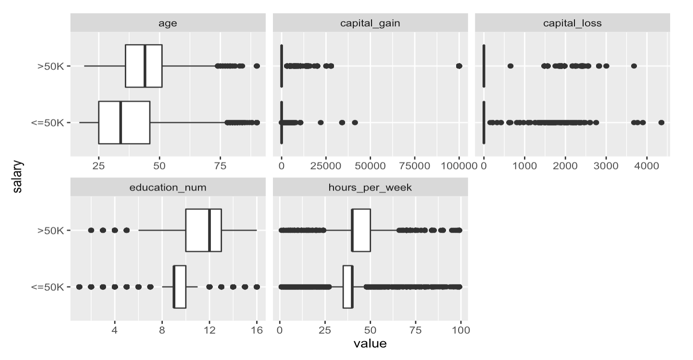 age capital_gain capital_loss
>50K
<=50K
25 50 75 0 25000 50000 75000 100000 0 1000 2000 3000 4000
salary
education_num hours_per_week
>50K
<=50K
4 8 12 16 0 25 50 75 100
value